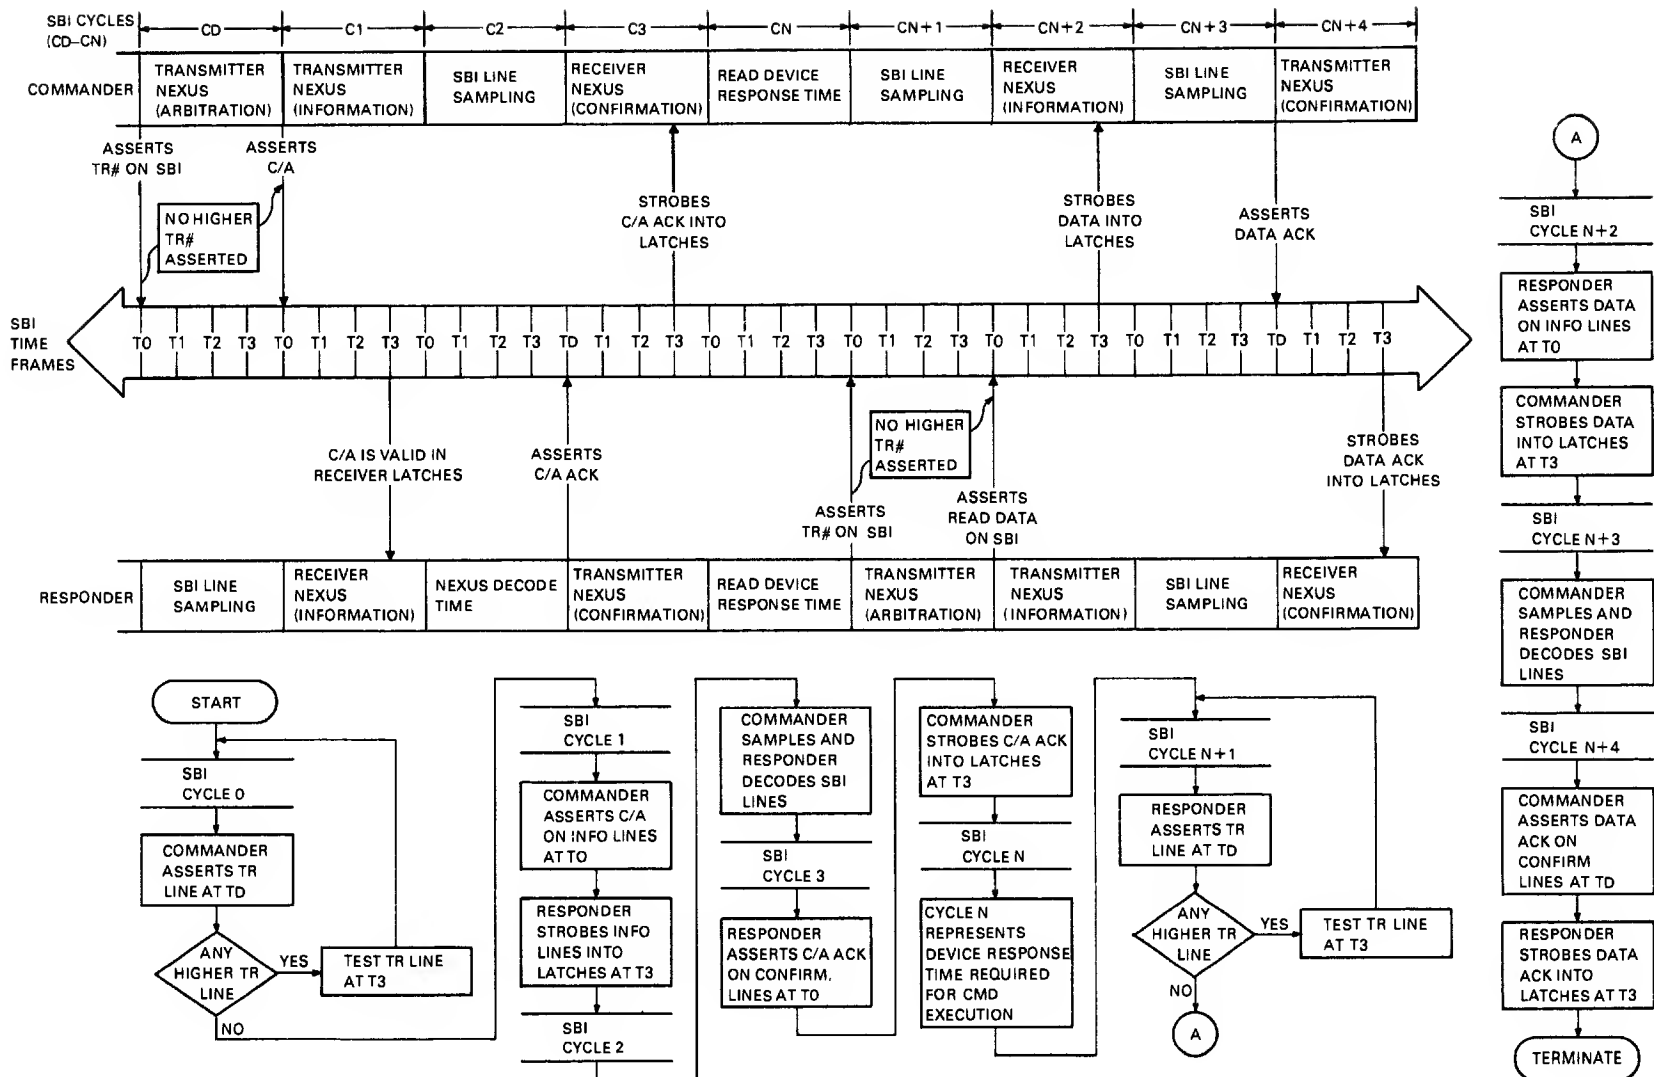 SBI CYCLES
(CD–CN)
CD C1 C2 C3 CN CN+1 CN+2 CN+3 CN+4
COMMANDER
TRANSMITTER
NEXUS
(ARBITRATION)
TRANSMITTER
NEXUS
(INFORMATION)
SBI LINE
SAMPLING
RECEIVER
NEXUS
(CONFIRMATION)
READ DEVICE
RESPONSE TIME
SBI LINE
SAMPLING
RECEIVER
NEXUS
(INFORMATION)
SBI LINE
SAMPLING
TRANSMITTER
NEXUS
(CONFIRMATION)
ASSERTS
TR# ON SBI
ASSERTS
C/A
NO HIGHER
TR#
ASSERTED
STROBES
C/A ACK INTO
LATCHES
STROBES
DATA INTO
LATCHES
ASSERTS
DATA ACK
SBI
TIME
FRAMES
T0 T1 T2 T3 T0 T1 T2 T3 T0 T1 T2 T3 TD T1 T2 T3 T0 T1 T2 T3 T0 T1 T2 T3 T0 T1 T2 T3 T0 T1 T2 T3 TD T1 T2 T3
C/A IS VALID IN
RECEIVER LATCHES
ASSERTS
C/A ACK
NO HIGHER
TR#
ASSERTED
ASSERTS
TR# ON SBI
ASSERTS
READ DATA
ON SBI
STROBES
DATA ACK
INTO LATCHES
RESPONDER
SBI LINE
SAMPLING
RECEIVER
NEXUS
(INFORMATION)
NEXUS DECODE
TIME
TRANSMITTER
NEXUS
(CONFIRMATION)
READ DEVICE
RESPONSE TIME
TRANSMITTER
NEXUS
(ARBITRATION)
TRANSMITTER
NEXUS
(INFORMATION)
SBI LINE
SAMPLING
RECEIVER
NEXUS
(CONFIRMATION)
START
SBI
CYCLE 0
COMMANDER
ASSERTS TR
LINE AT TD
ANY
HIGHER TR
LINE
YES
TEST TR LINE
AT T3
NO
SBI
CYCLE 1
COMMANDER
ASSERTS C/A
ON INFO LINES
AT TO
RESPONDER
STROBES INFO
LINES INTO
LATCHES AT T3
SBI
CYCLE 2
COMMANDER
SAMPLES AND
RESPONDER
DECODES SBI
LINES
SBI
CYCLE 3
RESPONDER
ASSERTS C/A ACK
ON CONFIRM,
LINES AT TO
COMMANDER
STROBES C/A ACK
INTO LATCHES
AT T3
SBI
CYCLE N
CYCLE N
REPRESENTS
DEVICE RESPONSE
TIME REQUIRED
FOR CMD
EXECUTION
SBI
CYCLE N+1
RESPONDER
ASSERTS TR
LINE AT TD
ANY
HIGHER TR
LINE
YES
TEST TR LINE
AT T3
NO
A
A
SBI
CYCLE N+2
RESPONDER
ASSERTS DATA
ON INFO LINES
AT TO
COMMANDER
STROBES DATA
INTO LATCHES
AT T3
SBI
CYCLE N+3
COMMANDER
SAMPLES AND
RESPONDER
DECODES SBI
LINES
SBI
CYCLE N+4
COMMANDER
ASSERTS DATA
ACK ON
CONFIRM
LINES AT TD
RESPONDER
STROBES DATA
ACK INTO
LATCHES AT T3
TERMINATE